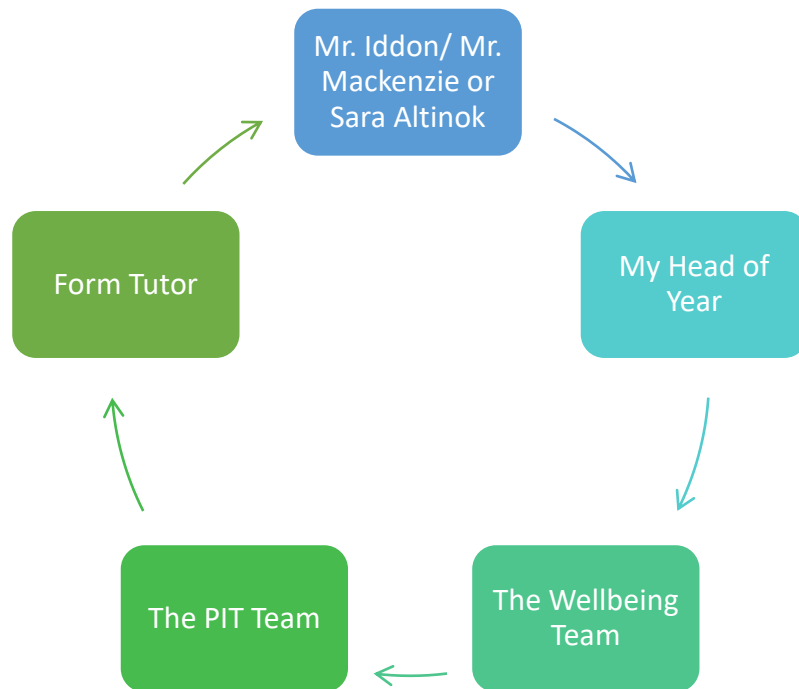 Mr. Iddon/ Mr.
Mackenzie or
Sara Altinok
My Head of
Year
The Wellbeing
Team
The PIT Team
Form Tutor